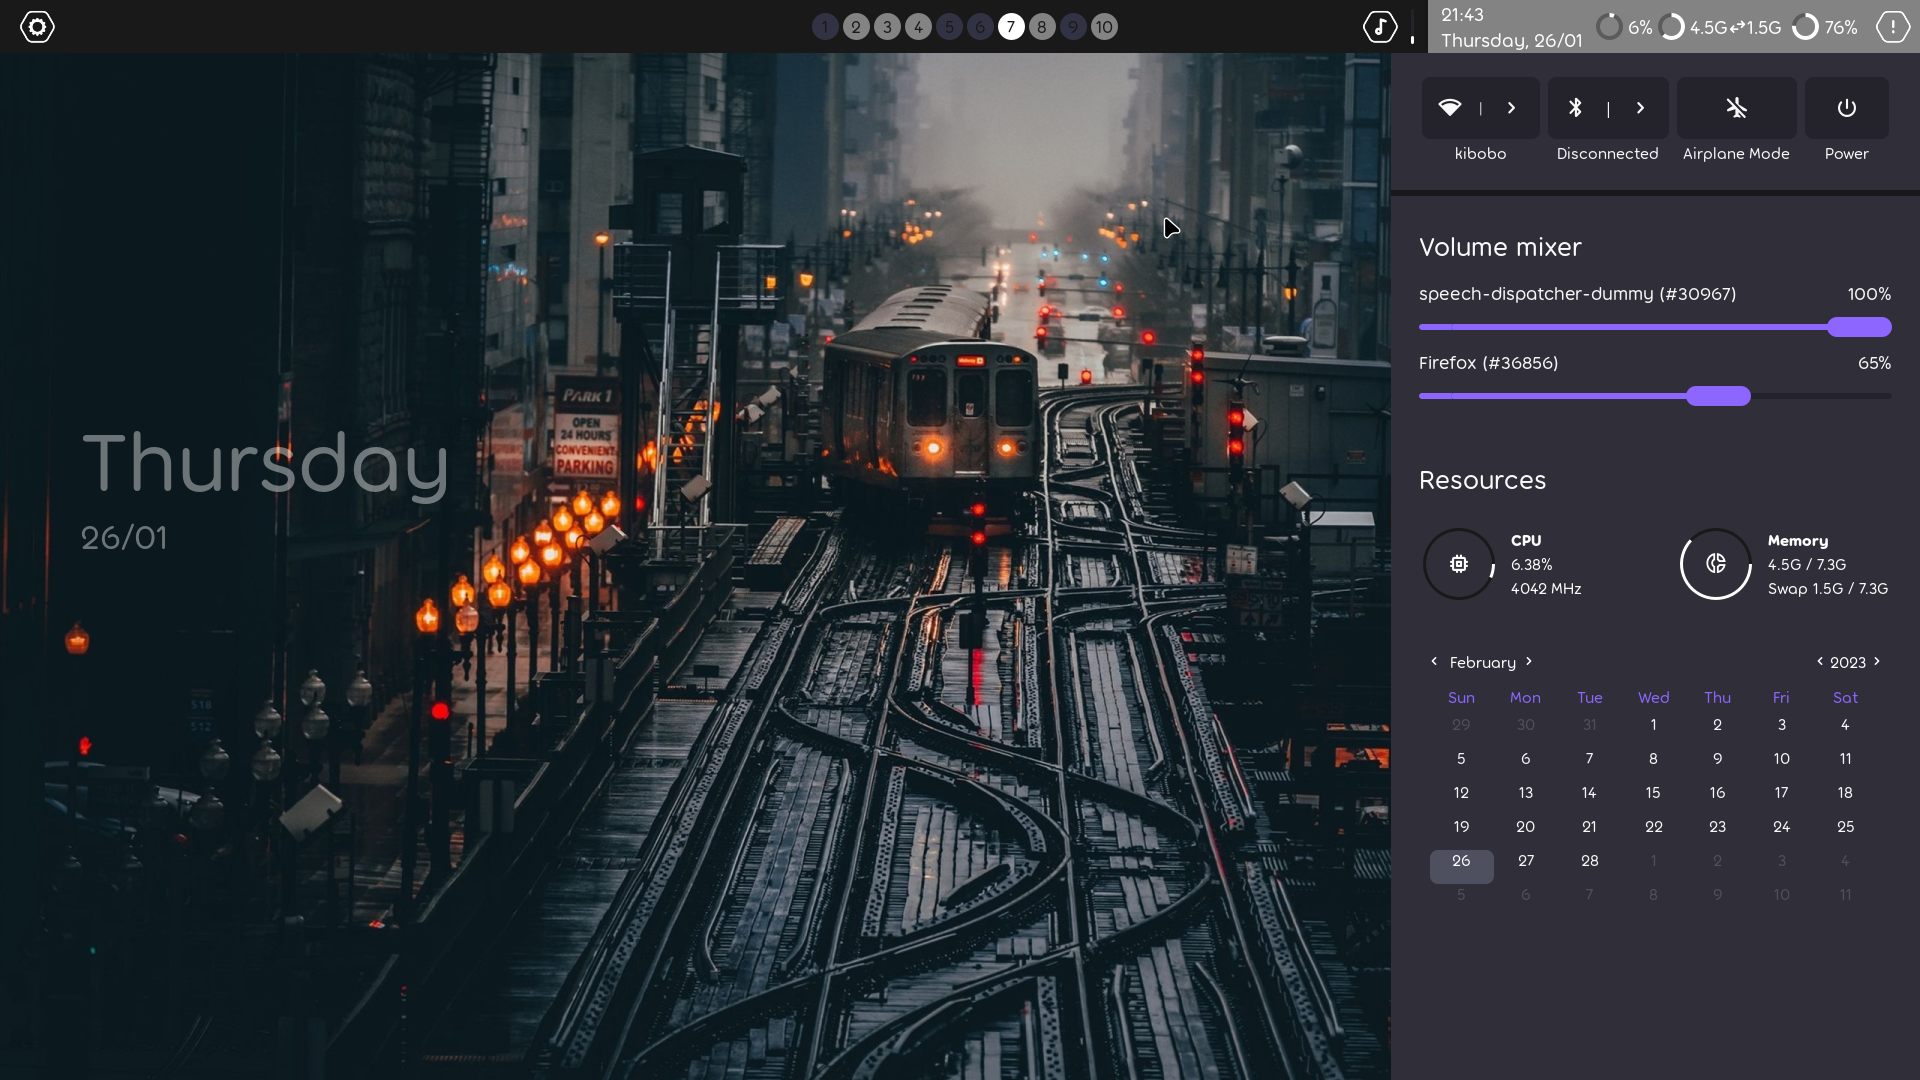 1 2 3 4 5 6 7 8 9 10
21:43
Thursday, 26/01
6% 4.5G⇄1.5G 76%
kibobo Disconnected Airplane Mode Power
Volume mixer
speech-dispatcher-dummy (#30967) 100%
Firefox (#36856) 65%
PARK 1
OPEN
24 HOURS
CONVENIENT
PARKING
Thursday
26/01
Resources
CPU
6.38%
4042 MHz
Memory
4.5G / 7.3G
Swap 1.5G / 7.3G
February 2023
Sun Mon Tue Wed Thu Fri Sat
29 30 31 1 2 3 4
5 6 7 8 9 10 11
12 13 14 15 16 17 18
19 20 21 22 23 24 25
26 27 28 1 2 3 4
5 6 7 8 9 10 11
S18
S12